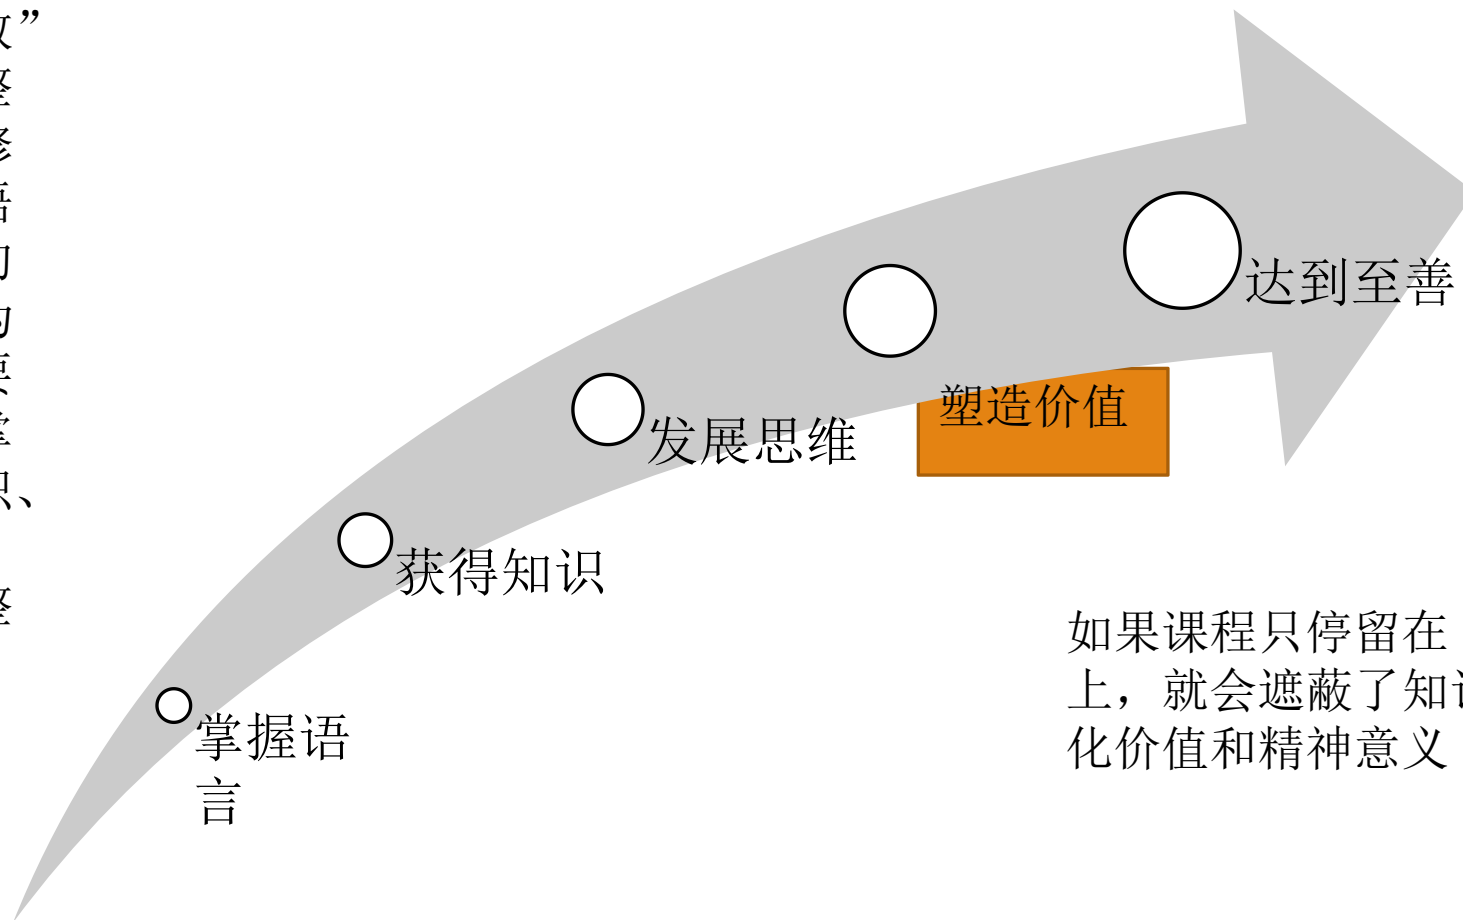 ”
、
达到至善
塑造价值
发展思维
获得知识
掌握语
言
如果课程只停留在
上，就会遮蔽了知
化价值和精神意义